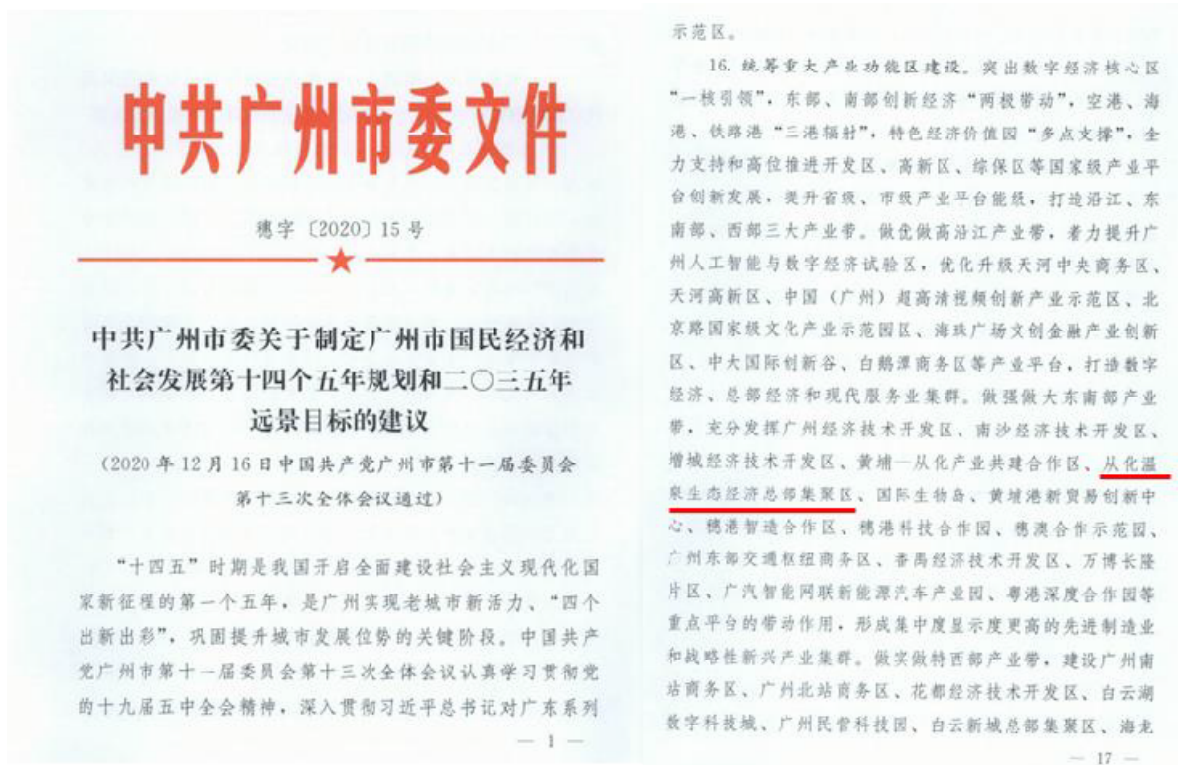 中共广州市委文件
穗字〔2020〕15号
中共广州市委关于制定广州市国民经济和
社会发展第十四个五年规划和二〇三五年
远景目标的建议
(2020年12月16日中国共产党广州市第十一届委员会
第十三次全体会议通过)
“十四五”时期是我国开启全面建设社会主义现代化国
家新征程的第一个五年，是广州实现老城市新活力、“四个
出新出彩”，巩固提升城市发展位势的关键阶段。中国共产
党广州市第十一届委员会第十三次全体会议认真学习贯彻党
的十九届五中全会精神，深入贯彻习近平总书记对广东系列
— 1 —
示范区。
16. 统筹重大产业功能区建设。突出数字经济核心区
“一核引领”，东部、南部创新经济“两极带动”，空港、海
港、铁路港“三港辐射”，特色经济价值园“多点支撑”，全
力支持和高位推进开发区、高新区、综保区等国家级产业平
台创新发展，提升省级、市级产业平台能级，打造沿江、东
南部、西部三大产业带。做优做高沿江产业带，着力提升广
州人工智能与数字经济试验区，优化升级天河中央商务区、
天河高新区、中国（广州）超高清视频创新产业示范区、北
京路国家级文化产业示范园区、海珠广场文创金融产业创新
区、中大国际创新谷、白鹅潭商务区等产业平台，打造数字
经济、总部经济和现代服务业集群。做强做大东南部产业
带，充分发挥广州经济技术开发区、南沙经济技术开发区、
增城经济技术开发区、黄埔—从化产业共建合作区、从化温
泉生态经济总部集聚区、国际生物岛、黄埔港新贸易创新中
心、穗港智造合作区、穗港科技合作园、穗澳合作示范园、
广州东部交通枢纽商务区、番禺经济技术开发区、万博长隆
片区、广汽智能网联新能源汽车产业园、粤港深度合作园等
重点平台的带动作用，形成集中度显示度更高的先进制造业
和战略性新兴产业集群。做实做特西部产业带，建设广州南
站商务区、广州北站商务区、花都经济技术开发区、白云湖
数字科技城、广州民营科技园、白云新城总部集聚区、海龙
— 17 —